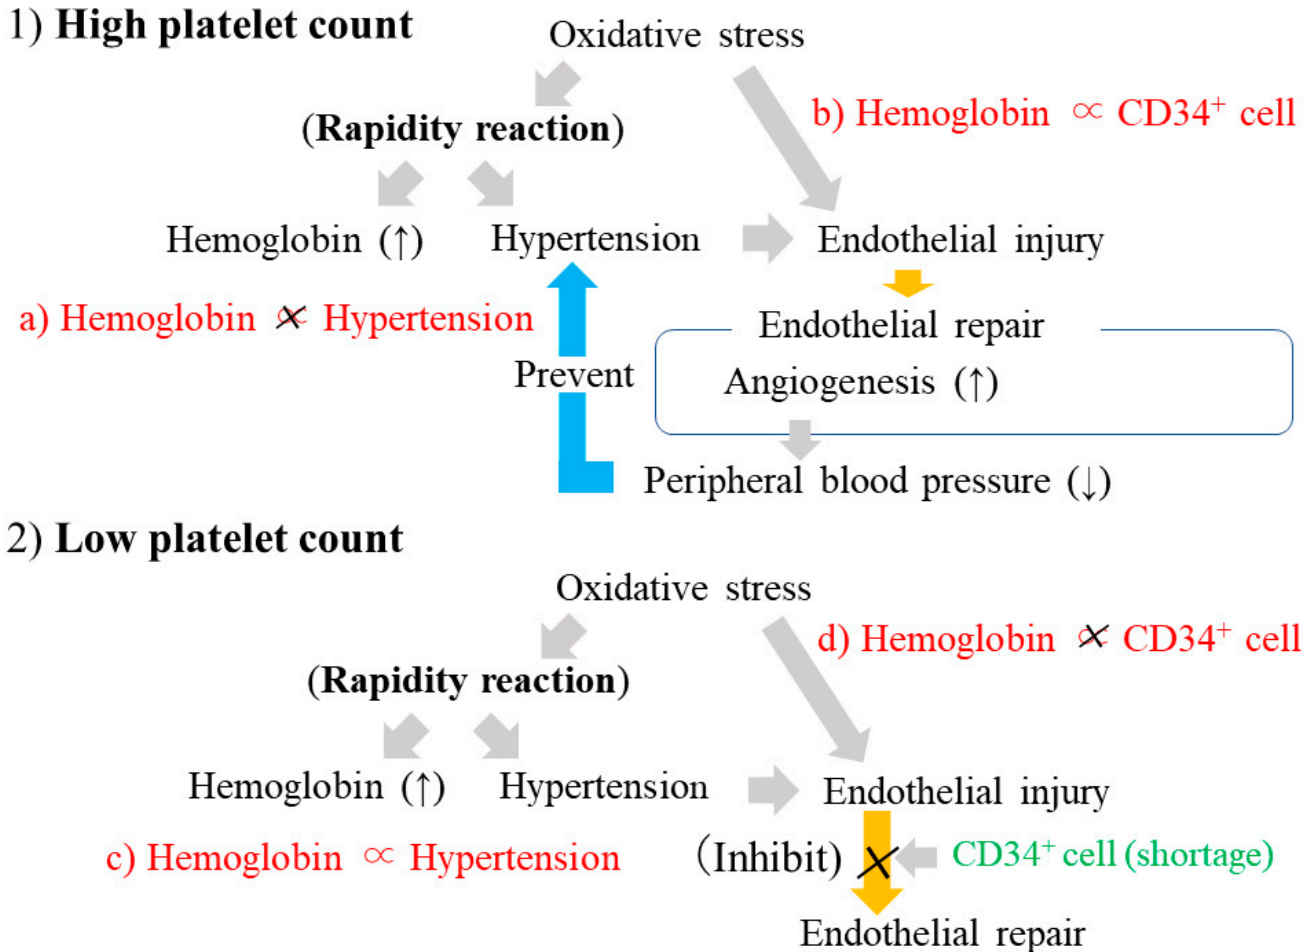 1) High platelet count
Oxidative stress
(Rapidity reaction)
b) Hemoglobin ∝ CD34⁺ cell
Hemoglobin (↑)
Hypertension
Endothelial injury
a) Hemoglobin ∝ Hypertension
Endothelial repair
Prevent
Angiogenesis (↑)
Peripheral blood pressure (↓)
2) Low platelet count
Oxidative stress
d) Hemoglobin ∝ CD34⁺ cell
(Rapidity reaction)
Hemoglobin (↑)
Hypertension
Endothelial injury
c) Hemoglobin ∝ Hypertension
(Inhibit)
CD34⁺ cell (shortage)
Endothelial repair